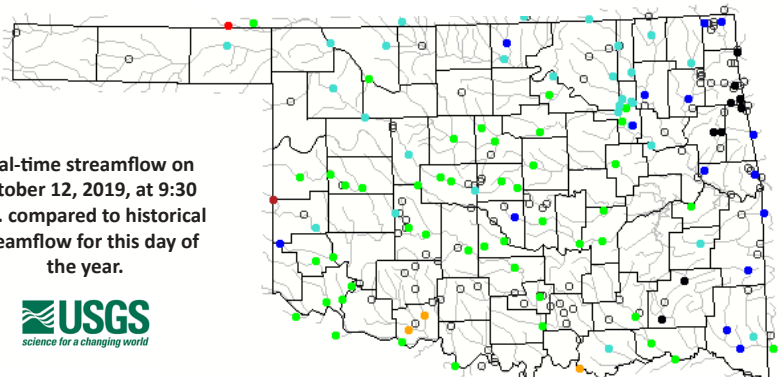 al-time streamflow on
tober 12, 2019, at 9:30
. compared to historical
eamflow for this day of
the year.
USGS
science for a changing world